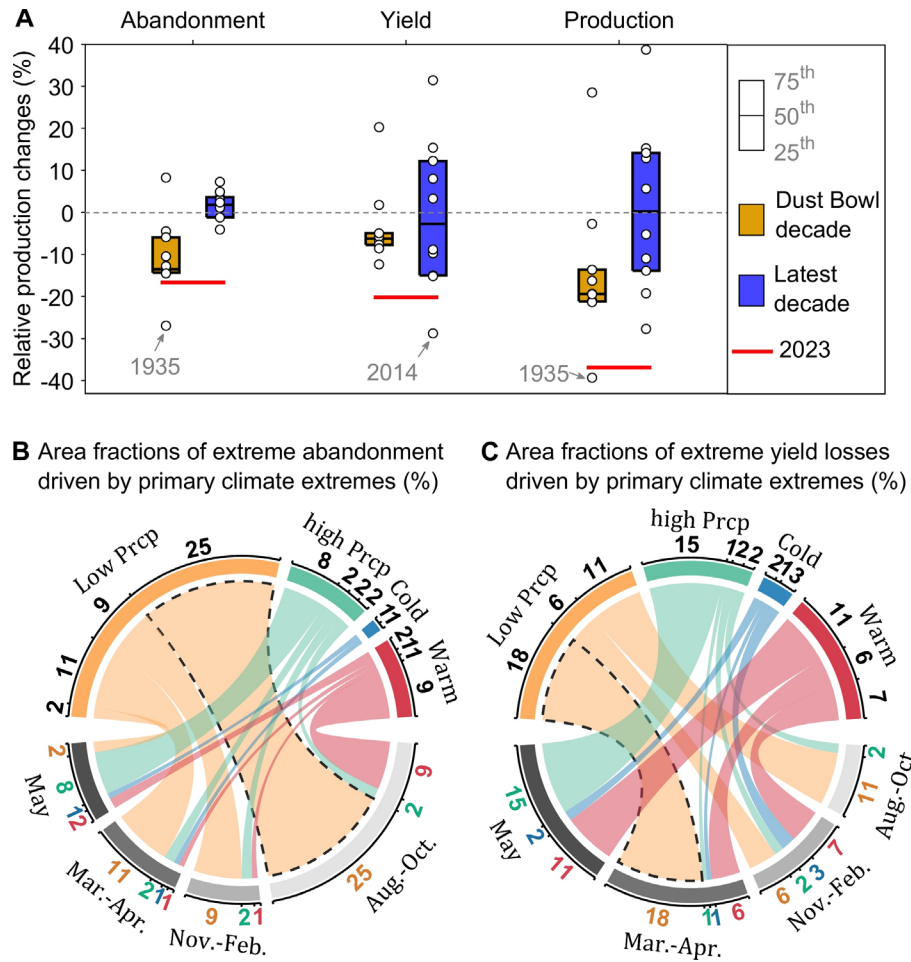 A
Abandonment Yield Production
Relative production changes (%)
40
30
20
10
0
-10
-20
-30
-40
1935
2014
1935
75th
50th
25th
Dust Bowl
decade
Latest
decade
2023
B Area fractions of extreme abandonment
driven by primary climate extremes (%)
Low Prcp
high Prcp
Cold
Warm
2 11 9 25
8 2 2 2
1 1
2 1 1 9
May
2 8 1 2
Mar.-Apr.
11 2 1 1
Nov.-Feb.
9 2 1
Aug-Oct.
25 2 9
C Area fractions of extreme yield losses
driven by primary climate extremes (%)
Low Prcp
high Prcp
Cold
Warm
18 6 11
15 1 2 2
2 1 3
11 6 7
May
15 2 11
Mar.-Apr.
18 1 1 6
Nov.-Feb.
6 2 3 7
Aug-Oct
11 2